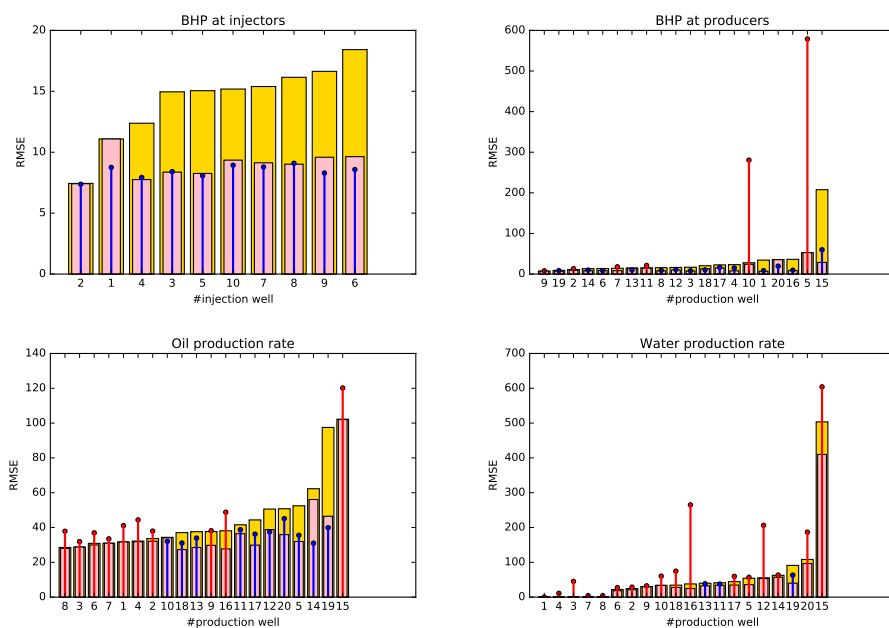 BHP at injectors
20
15
10
5
0
RMSE
2 1 4 3 5 10 7 8 9 6
#injection well
BHP at producers
600
500
400
300
200
100
0
RMSE
9 19 2 14 6 7 13 11 8 12 3 18 17 4 10 1 20 16 5 15
#production well
Oil production rate
140
120
100
80
60
40
20
0
RMSE
8 3 6 7 1 4 2 10 18 13 9 16 11 17 12 20 5 14 19 15
#production well
Water production rate
700
600
500
400
300
200
100
0
RMSE
1 4 3 7 8 6 2 9 10 18 16 13 11 17 5 12 14 19 20 15
#production well